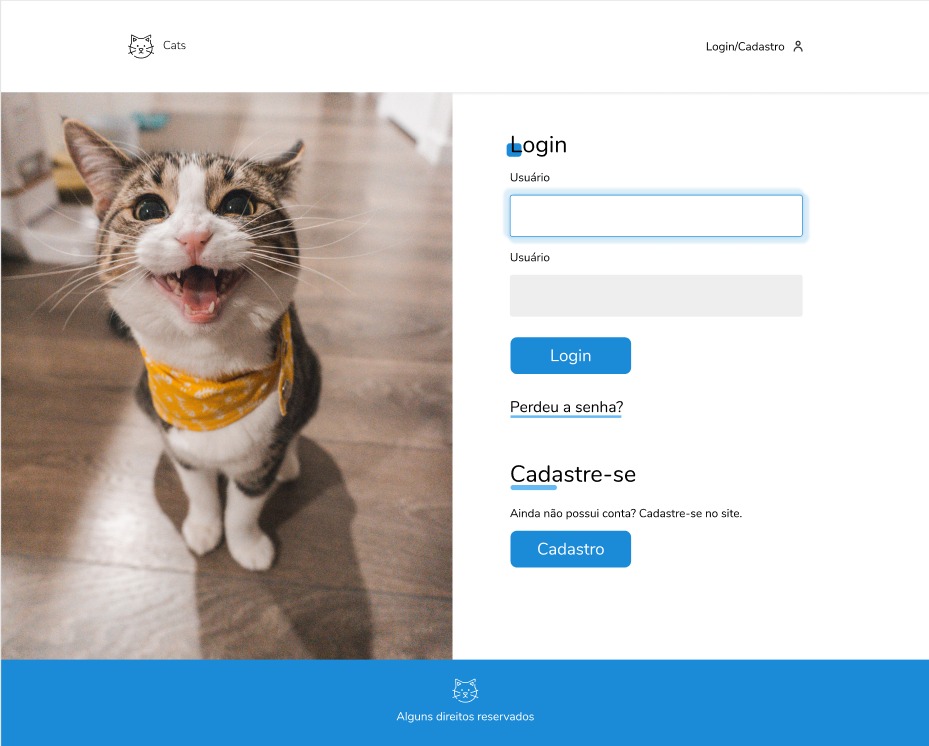 Cats
Login/Cadastro
Login
Usuário
Usuário
Login
Perdeu a senha?
Cadastre-se
Ainda não possui conta? Cadastre-se no site.
Cadastro
Alguns direitos reservados